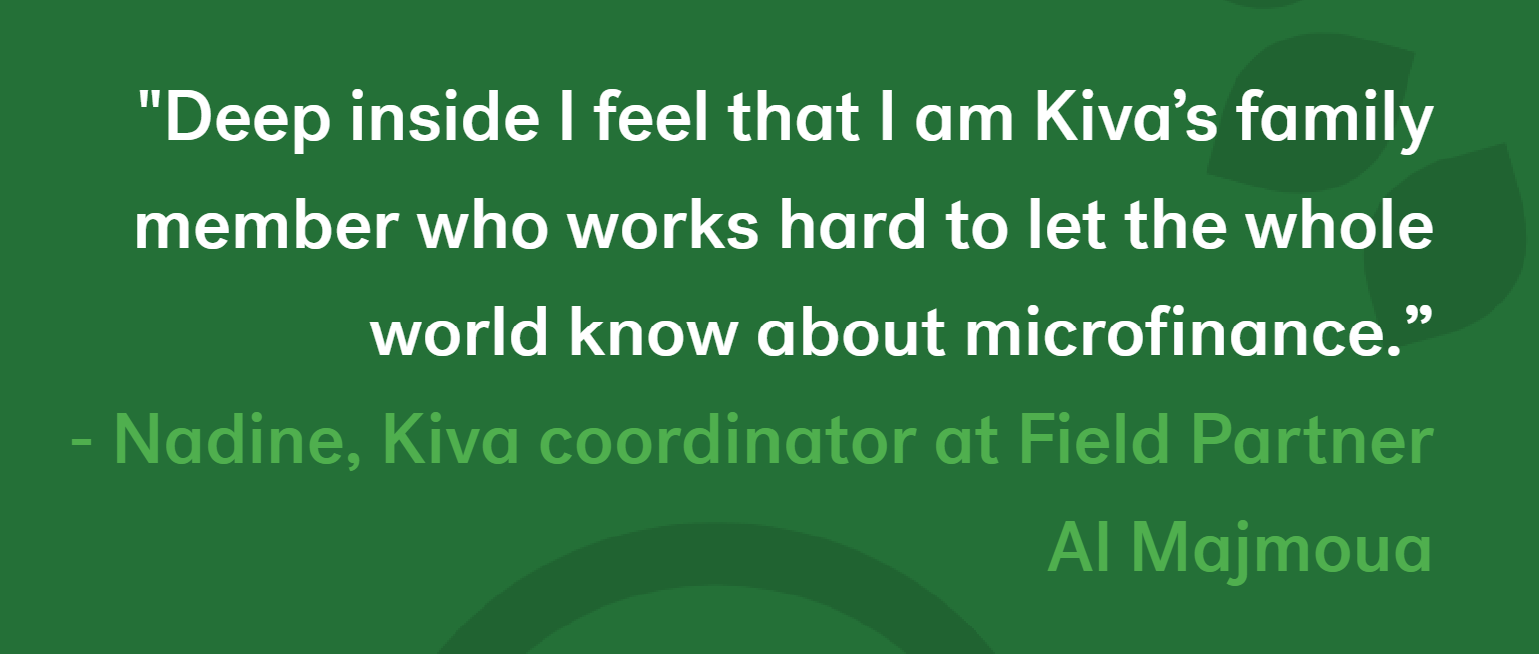 "Deep inside I feel that I am Kiva’s family
member who works hard to let the whole
world know about microfinance.”
- Nadine, Kiva coordinator at Field Partner
Al Majmoua